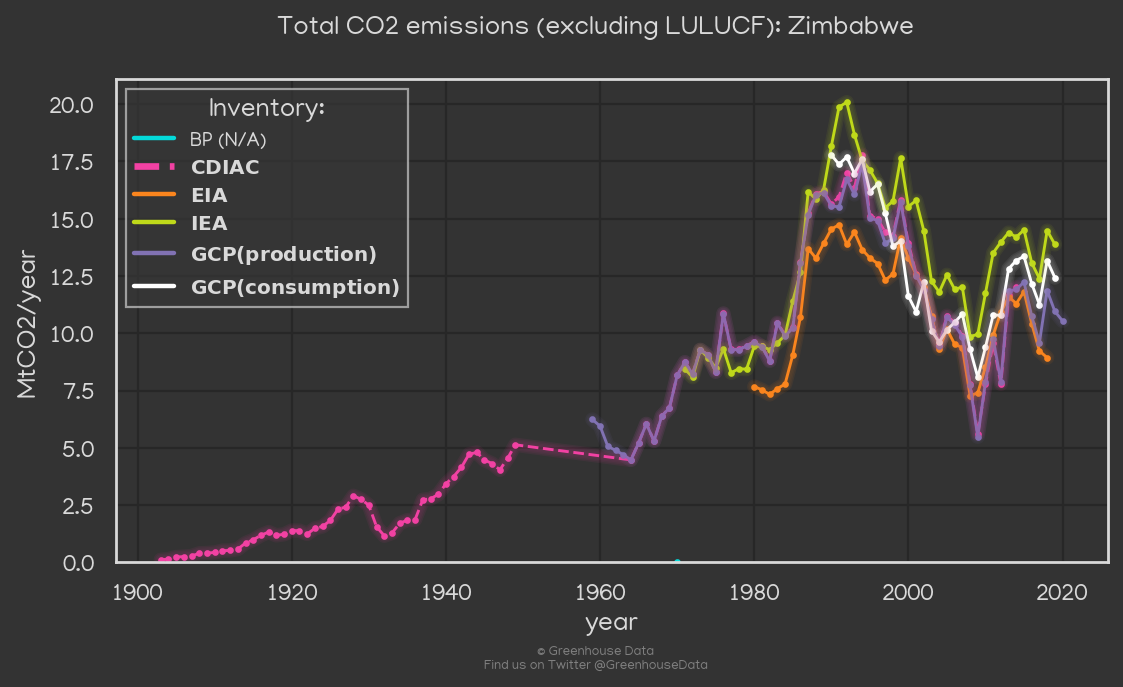 Total CO2 emissions (excluding LULUCF): Zimbabwe
MtCO2/year
20.0
17.5
15.0
12.5
10.0
7.5
5.0
2.5
0.0
Inventory:
BP (N/A)
CDIAC
EIA
IEA
GCP(production)
GCP(consumption)
1900 1920 1940 1960 1980 2000 2020
year
© Greenhouse Data
Find us on Twitter @GreenhouseData